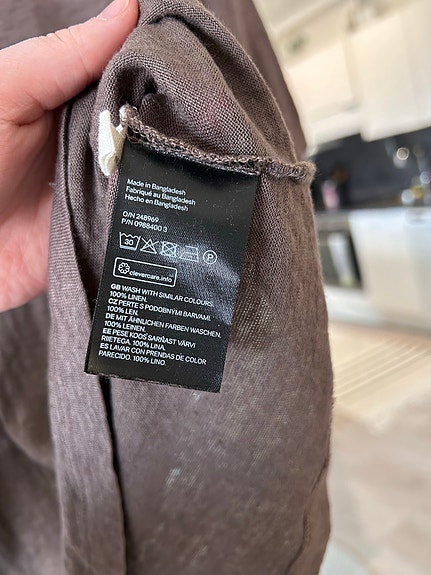 Made in Bangladesh
Fabriqué au Bangladesh
Hecho en Bangladesh
O/N 248969
P/N 0988400 3
30 P
clevercare.info
GB WASH WITH SIMILAR COLOURS.
100% LINEN.
CZ PERTE S PODOBNÝMI BARVAMI
100% LEN.
DE MIT ÄHNLICHEN FARBEN WASCHEN.
100% LEINEN.
EE PESE KOOS SARNAST VÄRVI
RIIETEGA. 100% LINA.
ES LAVAR CON PRENDAS DE COLOR
PARECIDO. 100% LINO.